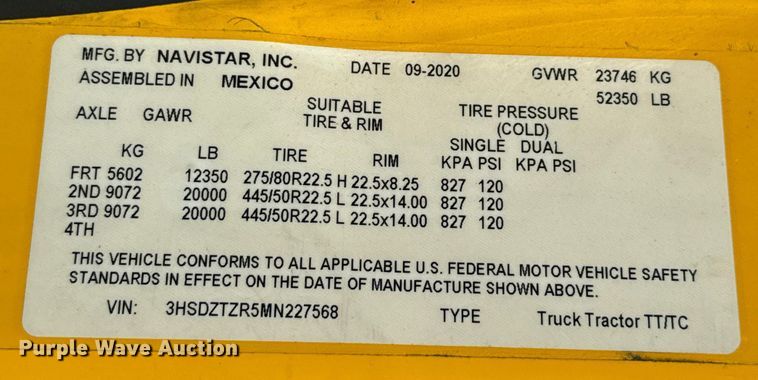 MFG. BY NAVISTAR, INC. DATE 09-2020 GVWR 23746 KG
ASSEMBLED IN MEXICO 52350 LB
AXLE GAWR SUITABLE TIRE PRESSURE
TIRE & RIM (COLD)
SINGLE DUAL
KG LB TIRE RIM KPA PSI KPA PSI
FRT 5602 12350 275/80R22.5 H 22.5x8.25 827 120
2ND 9072 20000 445/50R22.5 L 22.5x14.00 827 120
3RD 9072 20000 445/50R22.5 L 22.5x14.00 827 120
4TH
THIS VEHICLE CONFORMS TO ALL APPLICABLE U.S. FEDERAL MOTOR VEHICLE SAFETY
STANDARDS IN EFFECT ON THE DATE OF MANUFACTURE SHOWN ABOVE.
VIN: 3HSDZTZR5MN227568 TYPE Truck Tractor TT/TC
Purple Wave Auction